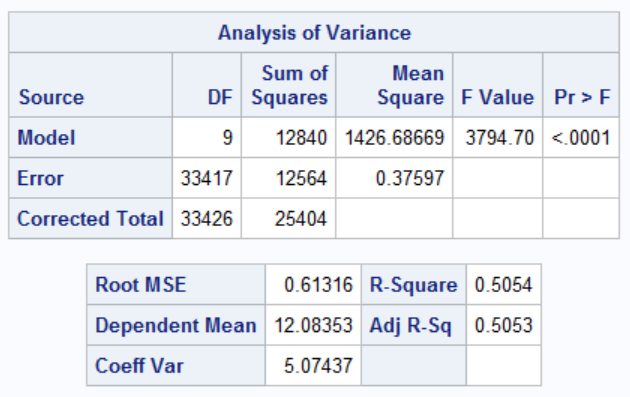 Analysis of Variance
Source DF Sum of Squares Mean Square F Value Pr > F
Model 9 12840 1426.68669 3794.70 <.0001
Error 33417 12564 0.37597
Corrected Total 33426 25404
Root MSE 0.61316 R-Square 0.5054
Dependent Mean 12.08353 Adj R-Sq 0.5053
Coeff Var 5.07437